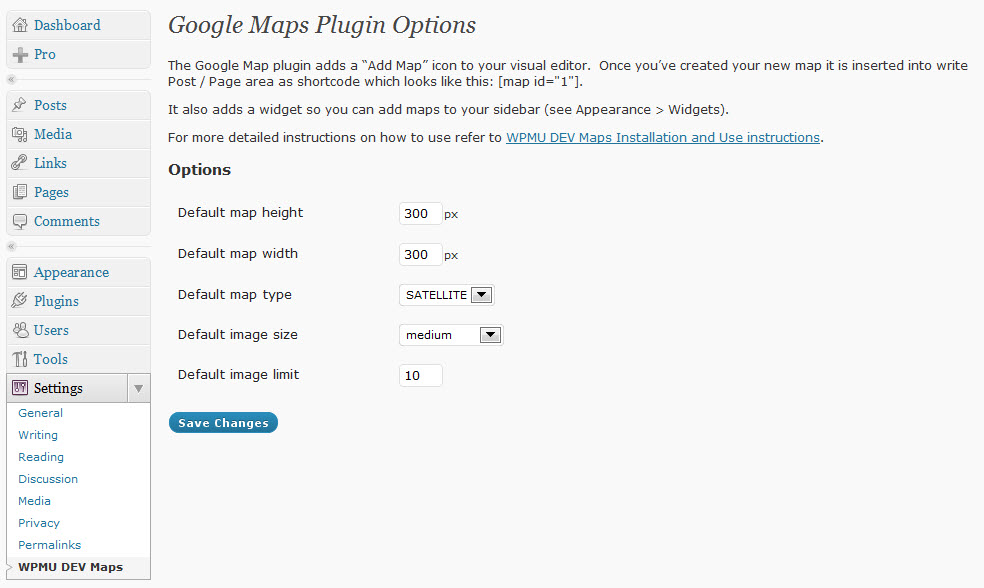 Dashboard
Pro
Posts
Media
Links
Pages
Comments
Appearance
Plugins
Users
Tools
Settings
General
Writing
Reading
Discussion
Media
Privacy
Permalinks
WPMU DEV Maps
Google Maps Plugin Options
The Google Map plugin adds a “Add Map” icon to your visual editor.  Once you’ve created your new map it is inserted into write
Post / Page area as shortcode which looks like this: [map id="1"].
It also adds a widget so you can add maps to your sidebar (see Appearance > Widgets).
For more detailed instructions on how to use refer to WPMU DEV Maps Installation and Use instructions.
Options
Default map height 300 px
Default map width 300 px
Default map type SATELLITE
Default image size medium
Default image limit 10
Save Changes